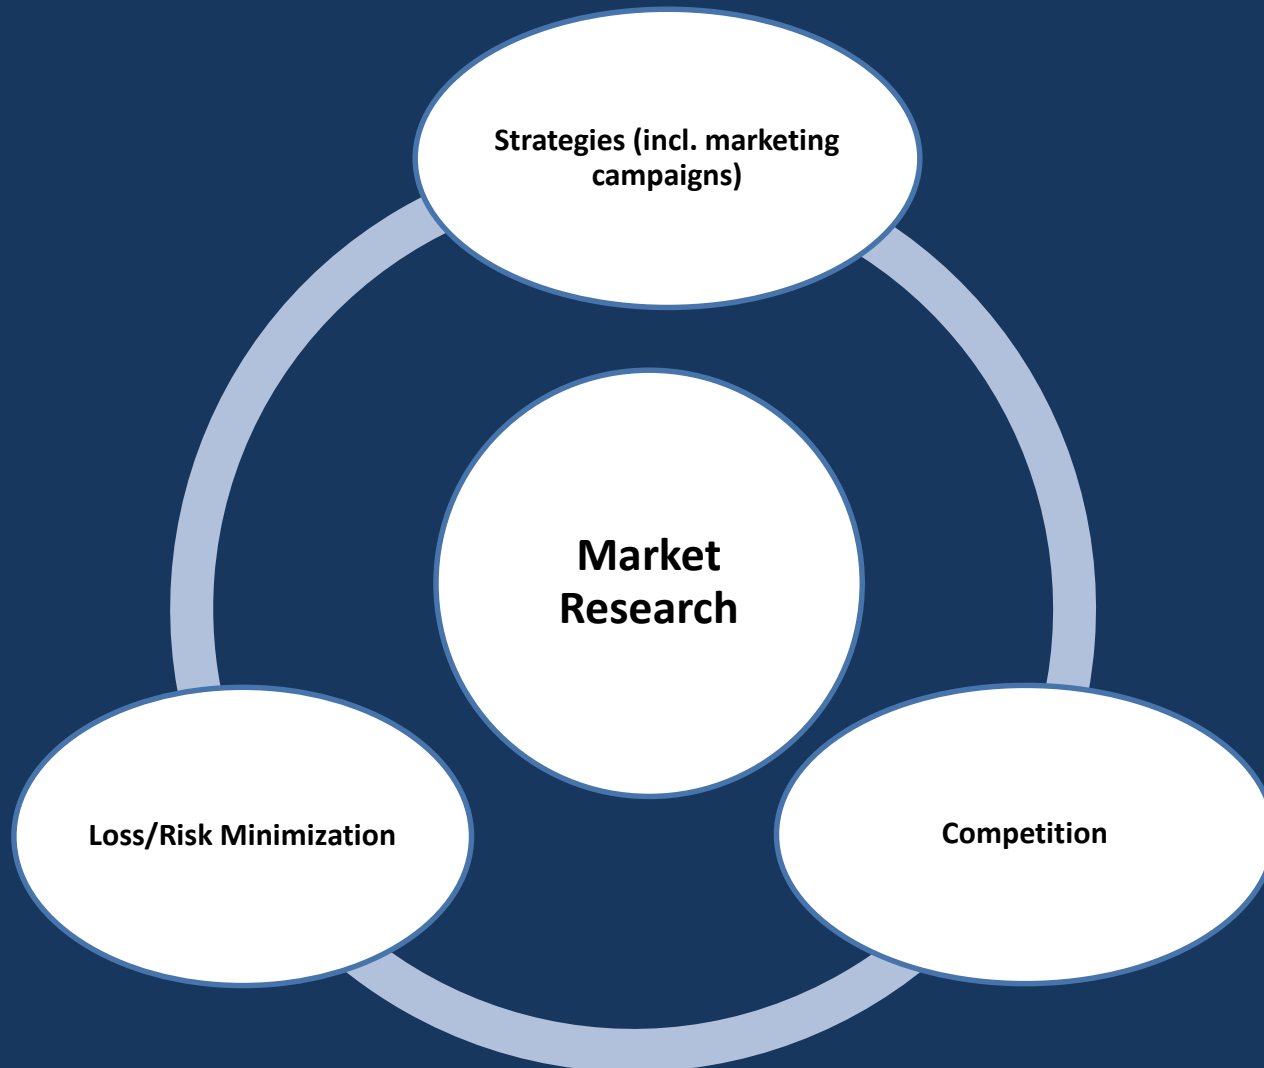 Strategies (incl. marketing
campaigns)
Market
Research
Loss/Risk Minimization
Competition